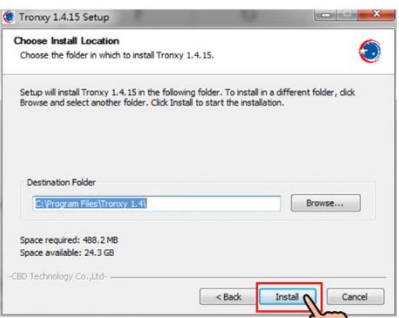 Tronxy 1.4.15 Setup
Choose Install Location
Choose the folder in which to install Tronxy 1.4.15.
Setup will install Tronxy 1.4.15 in the following folder. To install in a different folder, click
Browse and select another folder. Click Install to start the installation.
Destination Folder
C:\Program Files\Tronxy 1.4\
Browse...
Space required: 488.2 MB
Space available: 24.3 GB
CBD Technology Co.,Ltd
< Back
Install
Cancel